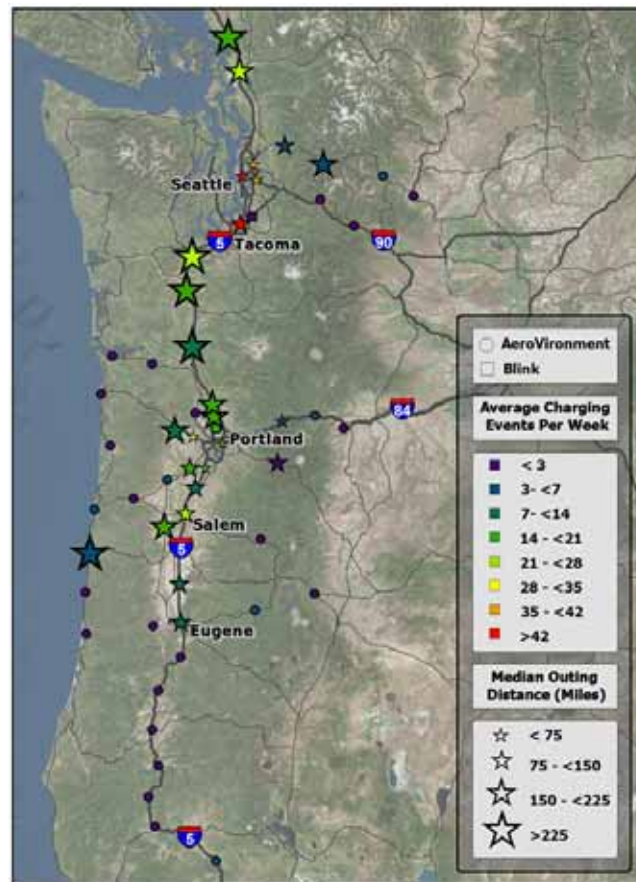 Seattle
5
Tacoma
90
AeroVironment
Blink
Average Charging
Events Per Week
< 3
3- <7
7- <14
14 - <21
21 - <28
28 - <35
35 - <42
>42
84
Portland
Salem
5
Eugene
Median Outing
Distance (Miles)
< 75
75 - <150
150 - <225
>225
5